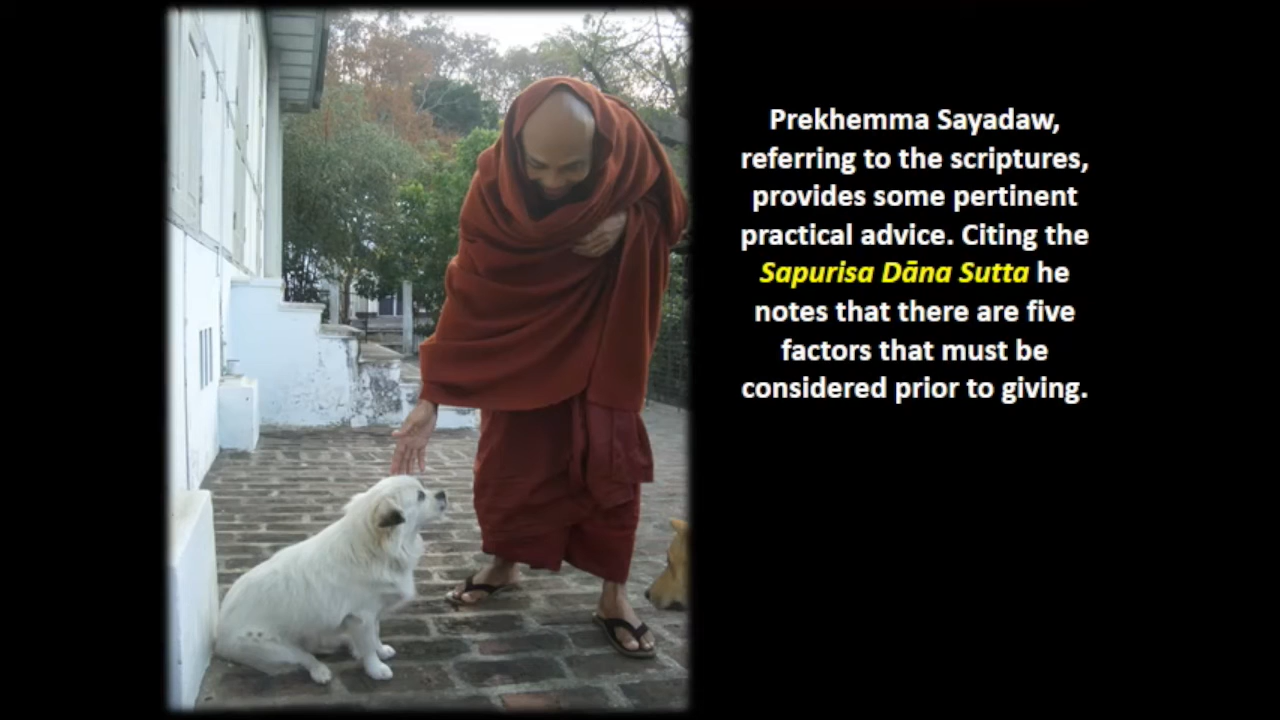 Prekhemma Sayadaw,
referring to the scriptures,
provides some pertinent
practical advice. Citing the
Sapurisa Dāna Sutta he
notes that there are five
factors that must be
considered prior to giving.